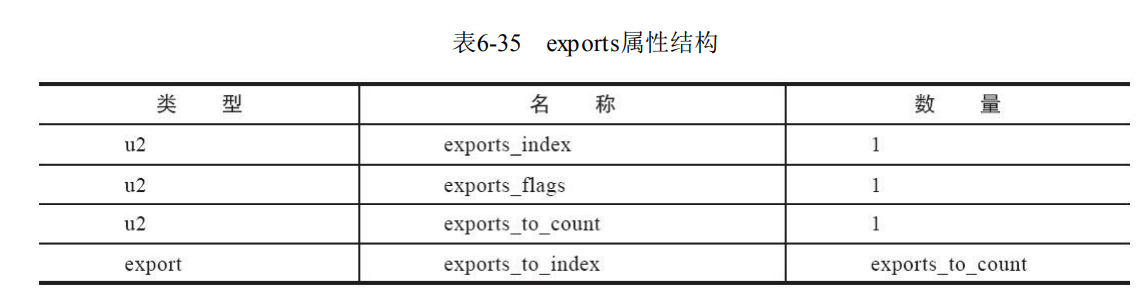 表6-35 exports属性结构
类 型 名 称 数 量
u2 exports_index 1
u2 exports_flags 1
u2 exports_to_count 1
export exports_to_index exports_to_count